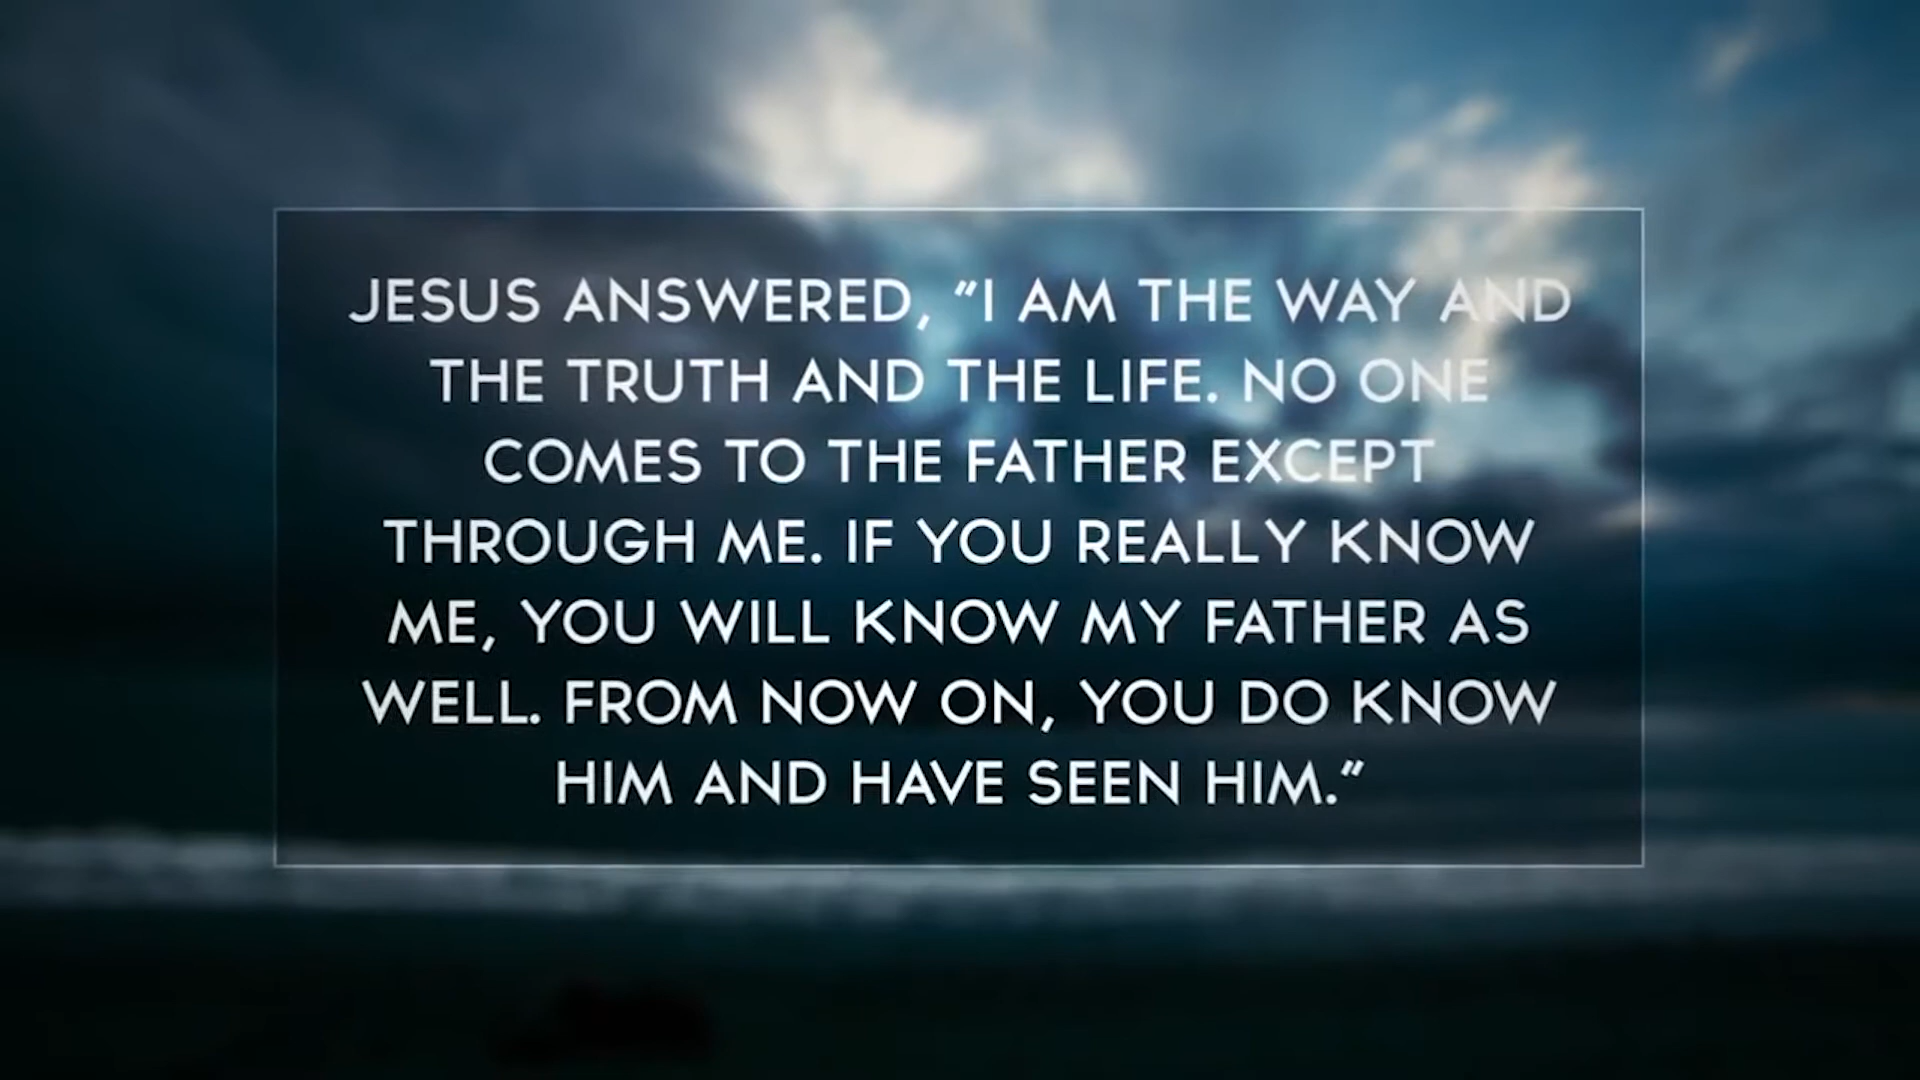 JESUS ANSWERED, "I AM THE WAY AND
THE TRUTH AND THE LIFE. NO ONE
COMES TO THE FATHER EXCEPT
THROUGH ME. IF YOU REALLY KNOW
ME, YOU WILL KNOW MY FATHER AS
WELL. FROM NOW ON, YOU DO KNOW
HIM AND HAVE SEEN HIM."